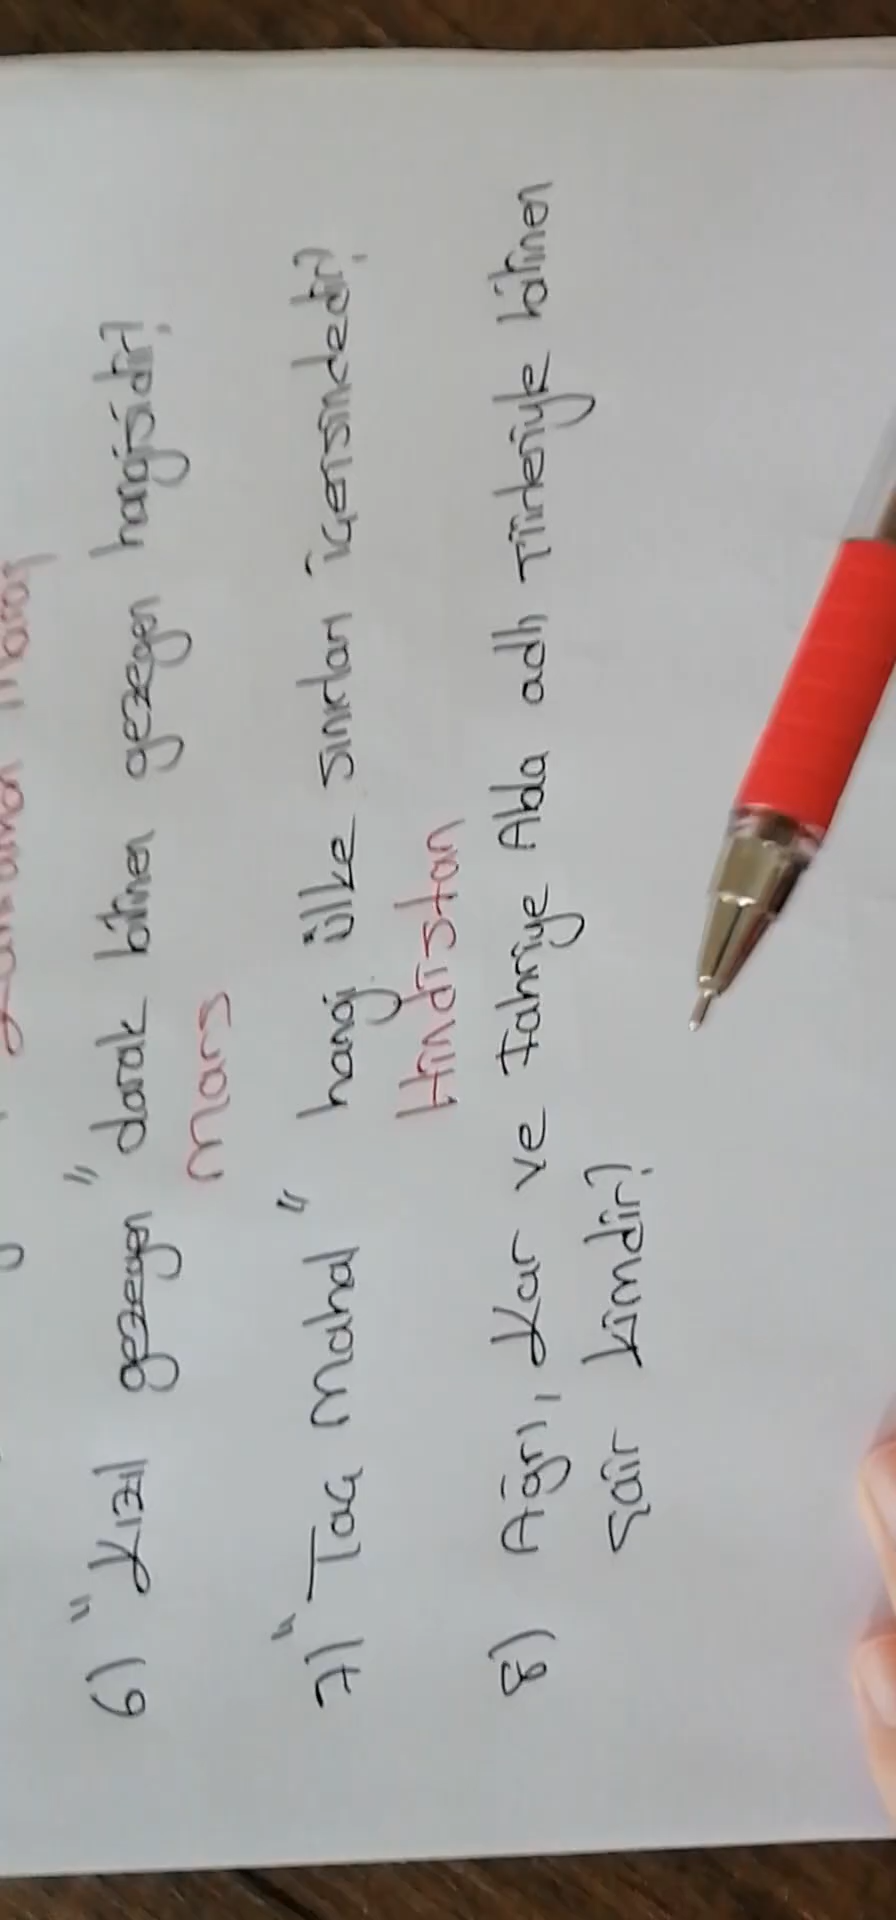 6) "Kızıl gezegen" olarak bilinen gezegen hangisidir?
mars
7) "Tac mahal" hangi ülke sınırları içerisindedir?
Hindistan
8) Ağrı, Kar ve Fahriye Abla adlı şiirleriyle bilinen
şair kimdir?